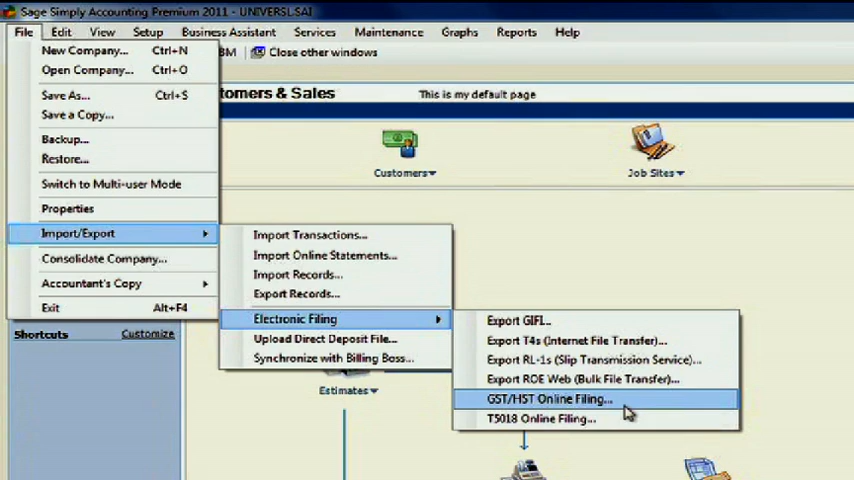 Sage Simply Accounting Premium 2011 - UNIVERSL.SAI
File Edit View Setup Business Assistant Services Maintenance Graphs Reports Help
New Company... Ctrl+N
BM Close other windows
Open Company... Ctrl+O
Save As... Ctrl+S
tomers & Sales This is my default page
Save a Copy...
Backup...
Restore...
Customers Job Sites
Switch to Multi-user Mode
Properties
Import/Export
Consolidate Company...
Accountant's Copy
Exit Alt+F4
Import Transactions...
Import Online Statements...
Import Records...
Export Records...
Electronic Filing
Upload Direct Deposit File...
Synchronize with Billing Boss...
Export GIFI...
Export T4s (Internet File Transfer)...
Export RL-1s (Slip Transmission Service)...
Export ROE Web (Bulk File Transfer)...
GST/HST Online Filing...
T5018 Online Filing...
Shortcuts Customize
Estimates